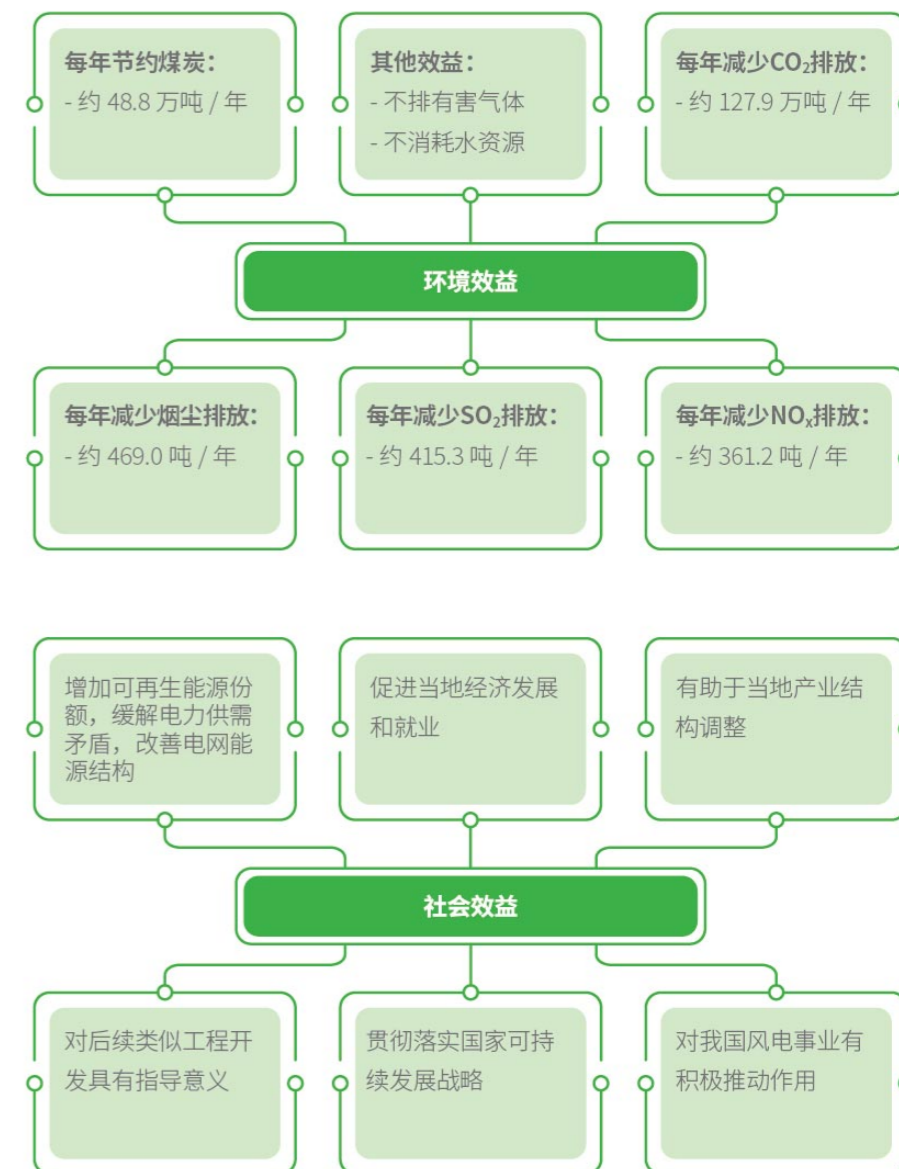 每年节约煤炭：
- 约 48.8 万吨 / 年
其他效益：
- 不排有害气体
- 不消耗水资源
每年减少CO₂排放：
- 约 127.9 万吨 / 年
环境效益
每年减少烟尘排放：
- 约 469.0 吨 / 年
每年减少SO₂排放：
- 约 415.3 吨 / 年
每年减少NOₓ排放：
- 约 361.2 吨 / 年
增加可再生能源份
额，缓解电力供需
矛盾，改善电网能
源结构
促进当地经济发展
和就业
有助于当地产业结
构调整
社会效益
对后续类似工程开
发具有指导意义
贯彻落实国家可持
续发展战略
对我国风电事业有
积极推动作用